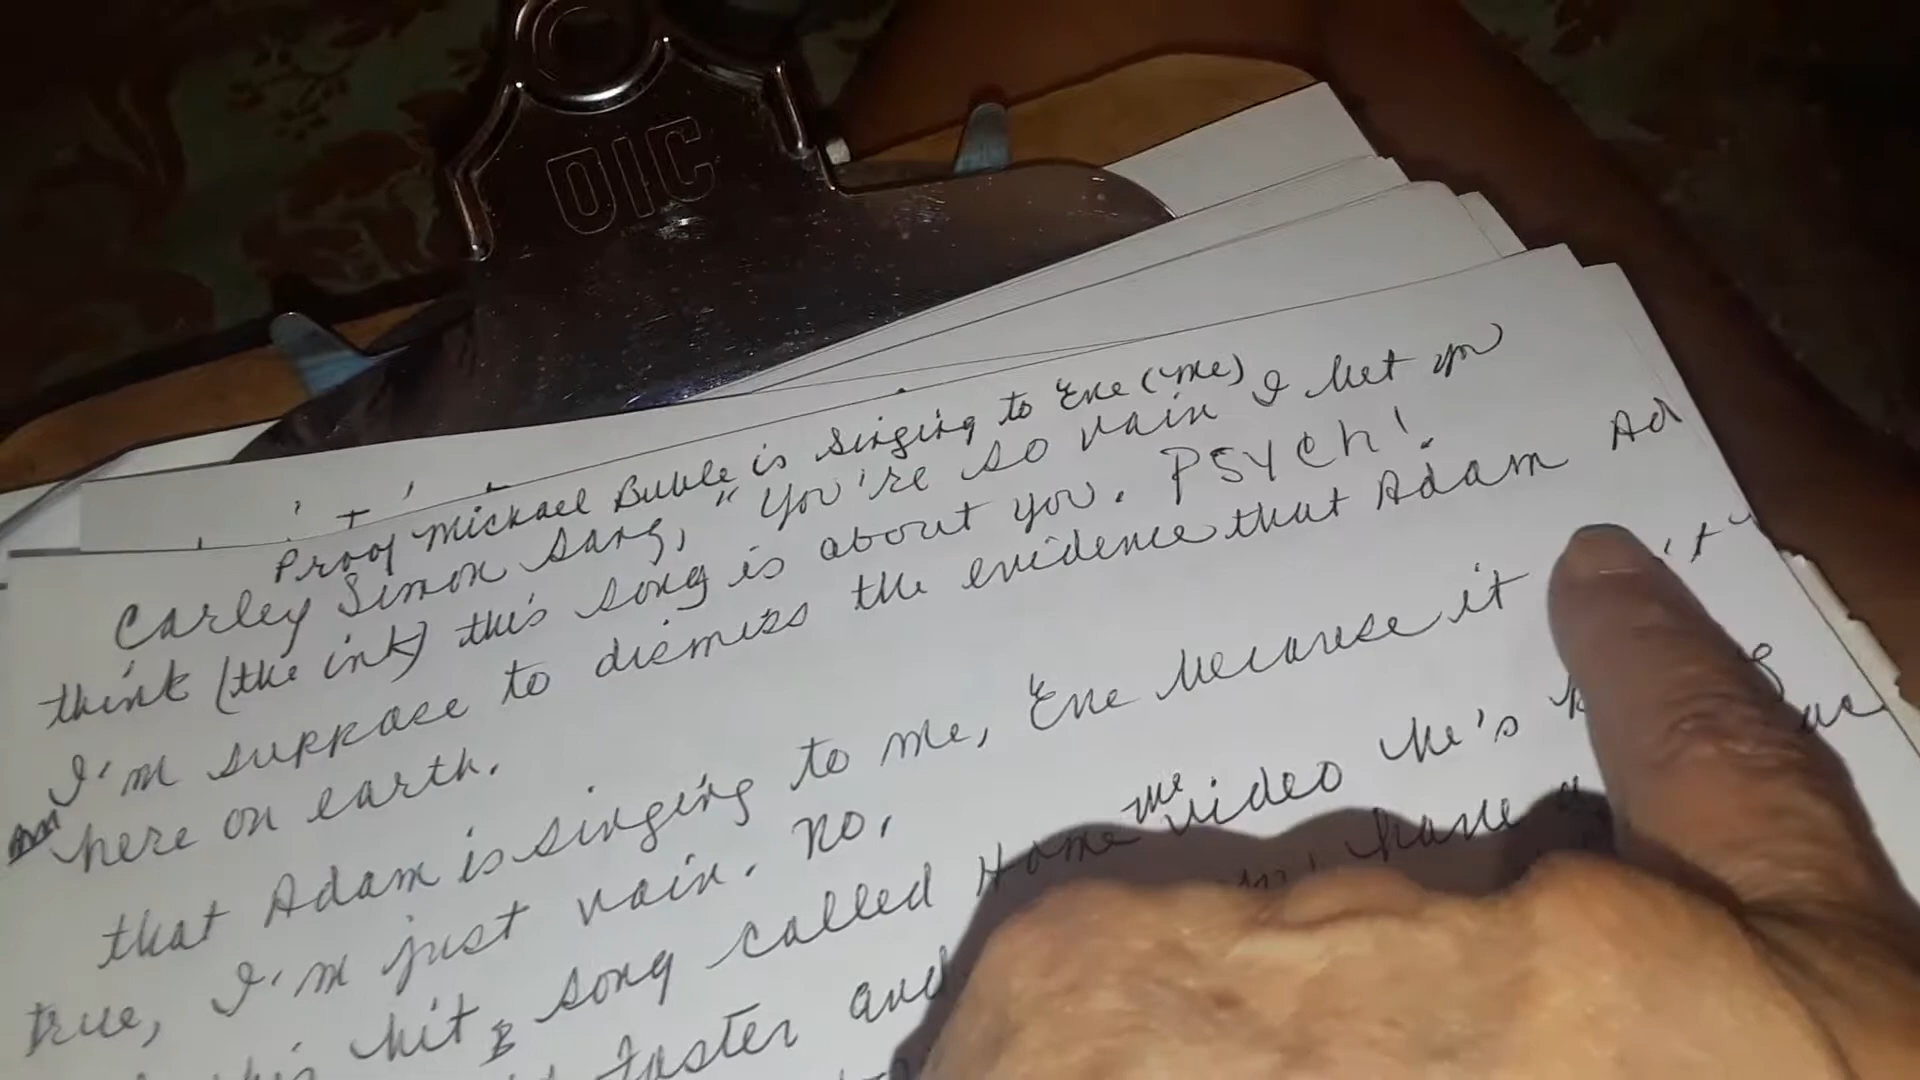 OIC
Proof Michael Buble is singing to Eve (me)
Carley Simon sang, "You're so vain I bet you
think (the ink) this song is about you. PSYCh!
I'm suppose to dismiss the evidence that Adam Ad
here on earth.
that Adam is singing to me, Eve because it
true, I'm just vain. No,
his hit song called Home me video he's
faster and have